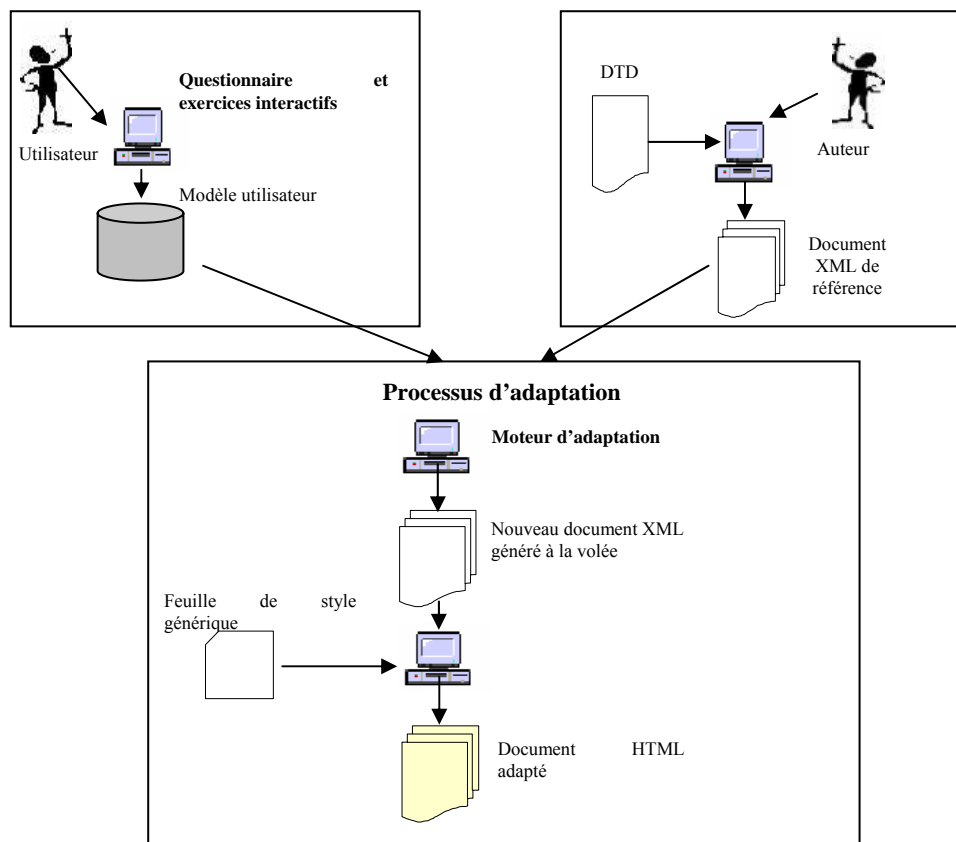 Questionnaire et
exercices interactifs
Utilisateur
Modèle utilisateur
DTD
Auteur
Document
XML de
référence
Processus d'adaptation
Moteur d'adaptation
Nouveau document XML
généré à la volée
Feuille de style
générique
Document HTML
adapté